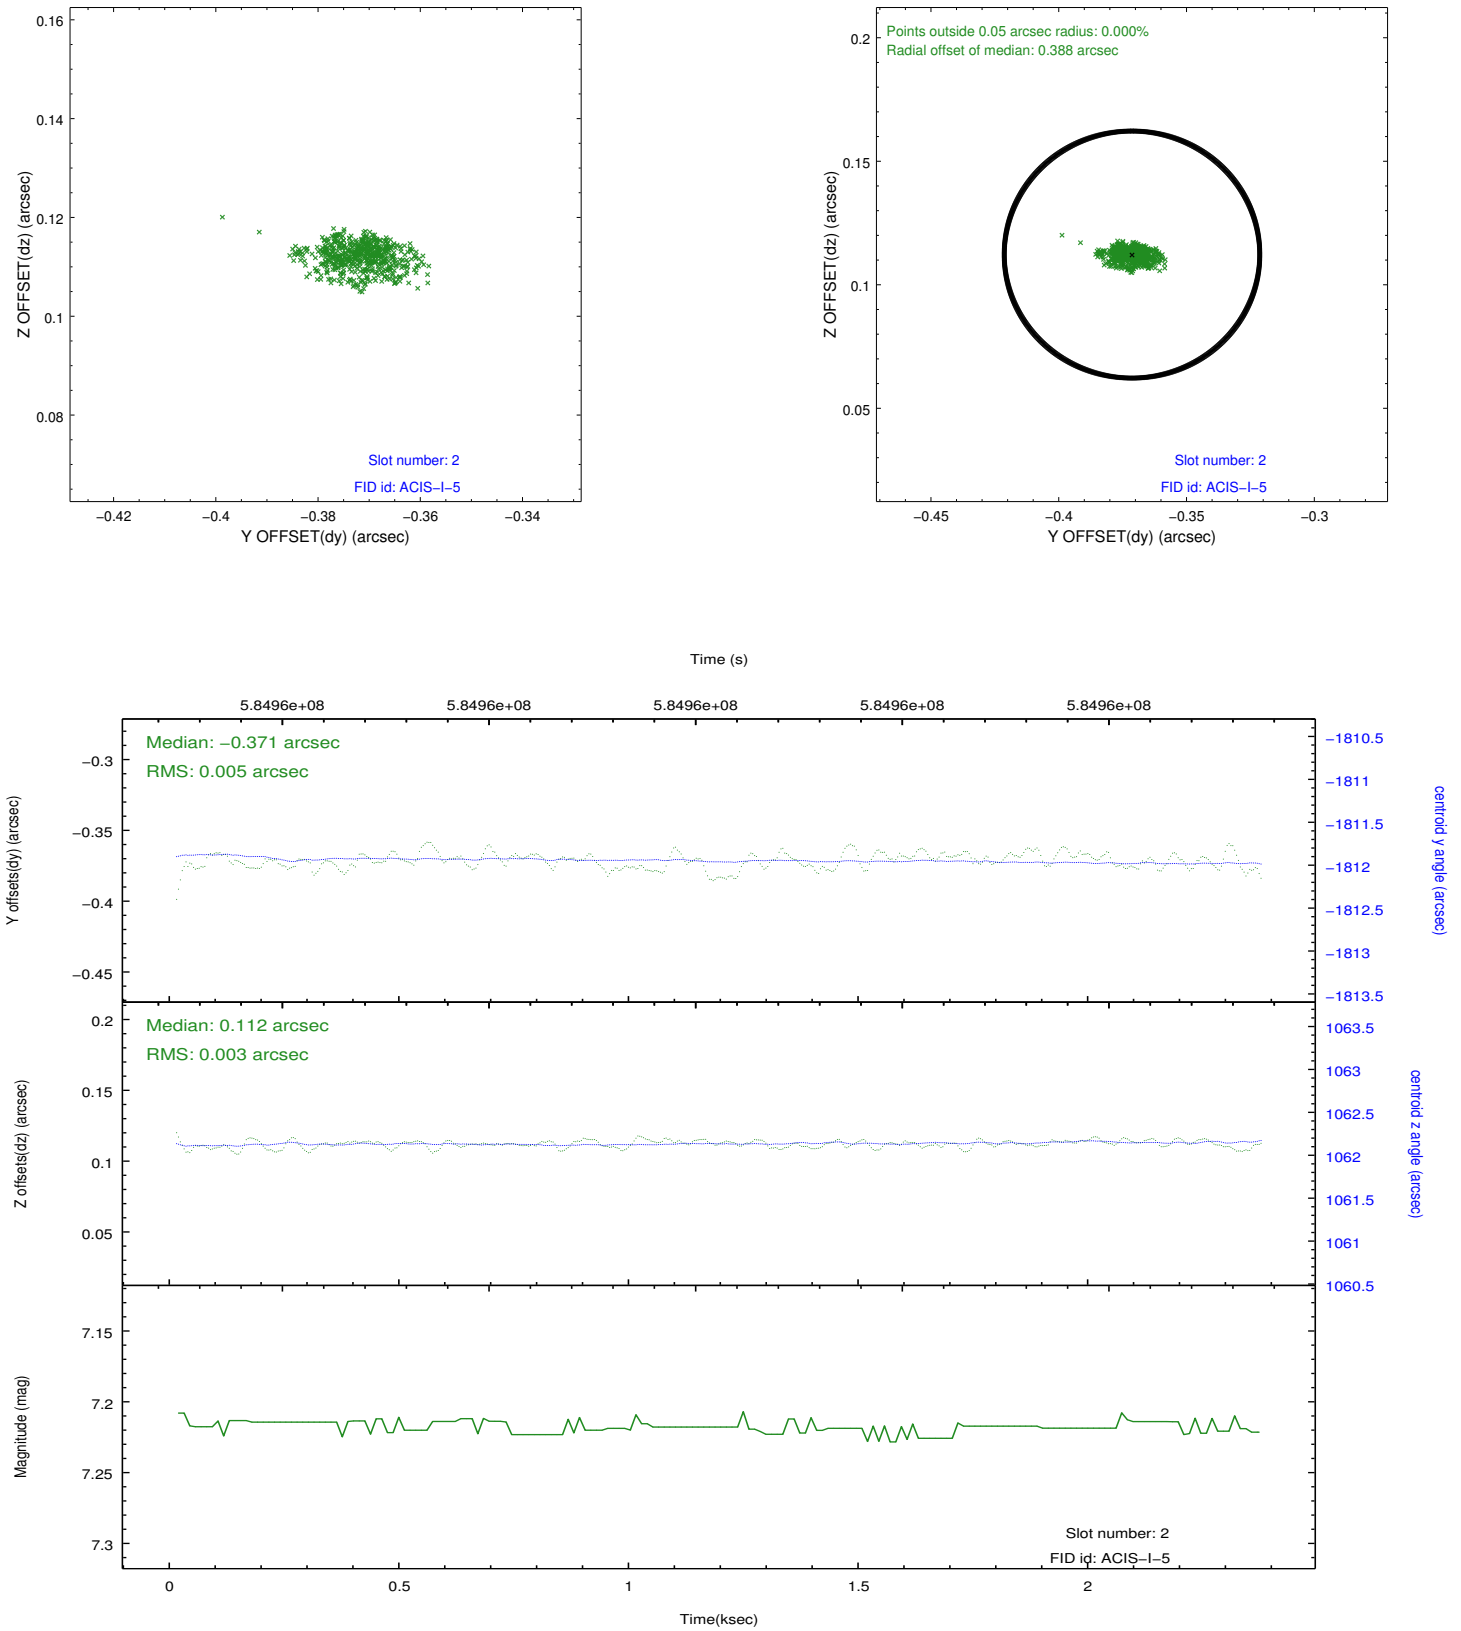 0.16
0.14
0.12
0.1
0.08
Z OFFSET(dz) (arcsec)
−0.42
−0.4
−0.38
−0.36
−0.34
Y OFFSET(dy) (arcsec)
Slot number: 2
FID id: ACIS−I−5
Points outside 0.05 arcsec radius: 0.000%
Radial offset of median: 0.388 arcsec
0.2
0.15
0.1
0.05
Z OFFSET(dz) (arcsec)
−0.45
−0.4
−0.35
−0.3
Y OFFSET(dy) (arcsec)
Slot number: 2
FID id: ACIS−I−5
Time (s)
5.8496e+08
5.8496e+08
5.8496e+08
5.8496e+08
5.8496e+08
Median: −0.371 arcsec
RMS: 0.005 arcsec
−0.3
−0.35
−0.4
−0.45
Y offsets(dy) (arcsec)
−1810.5
−1811
−1811.5
−1812
−1812.5
−1813
−1813.5
centroid y angle (arcsec)
Median: 0.112 arcsec
RMS: 0.003 arcsec
0.2
0.15
0.1
0.05
Z offsets(dz) (arcsec)
1063.5
1063
1062.5
1062
1061.5
1061
1060.5
centroid z angle (arcsec)
7.15
7.2
7.25
7.3
Magnitude (mag)
Slot number: 2
FID id: ACIS−I−5
0
0.5
1
1.5
2
Time(ksec)